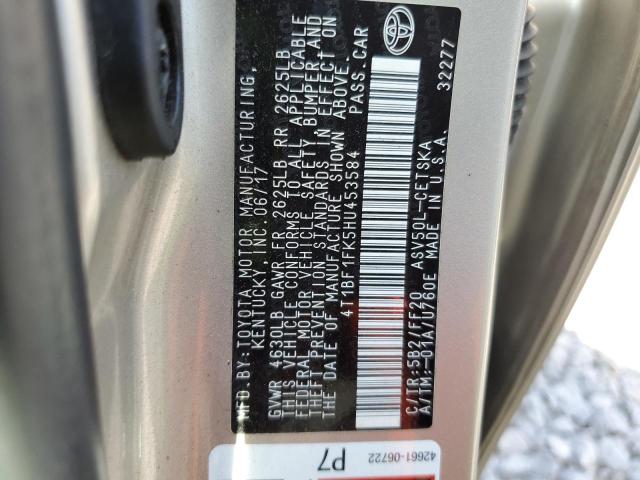 MFD.BY:TOYOTA MOTOR MANUFACTURING,
KENTUCKY, INC. 06/17
GVWR 4630LB GAWR FR 2625LB RR 2625LB
THIS VEHICLE CONFORMS TO ALL APPLICABLE
FEDERAL MOTOR VEHICLE SAFETY, BUMPER, AND
THEFT PREVENTION STANDARDS IN EFFECT ON
THE DATE OF MANUFACTURE SHOWN ABOVE.
4T1BF1FK5HU453584 PASS. CAR
C/TR:5B2/FF20 ASV50L-CETSKA
A/TM:-01A/U760E MADE IN U.S.A.
32277
42661-06722
P7